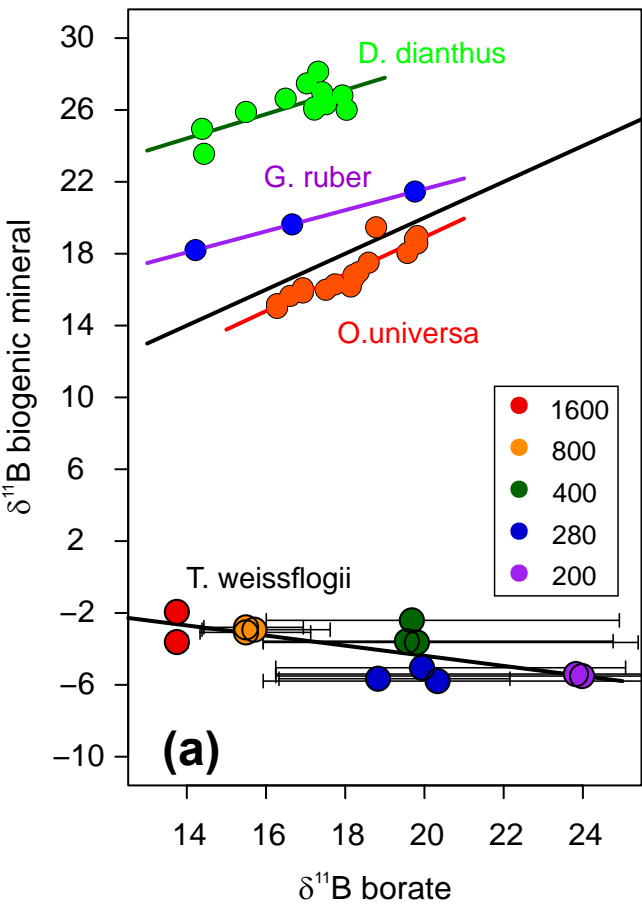 30
26
22
18
14
10
6
2
−2
−6
−10
δ¹¹B biogenic mineral
D. dianthus
G. ruber
O.universa
1600
800
400
280
200
T. weissflogii
(a)
14 16 18 20 22 24
δ¹¹B borate